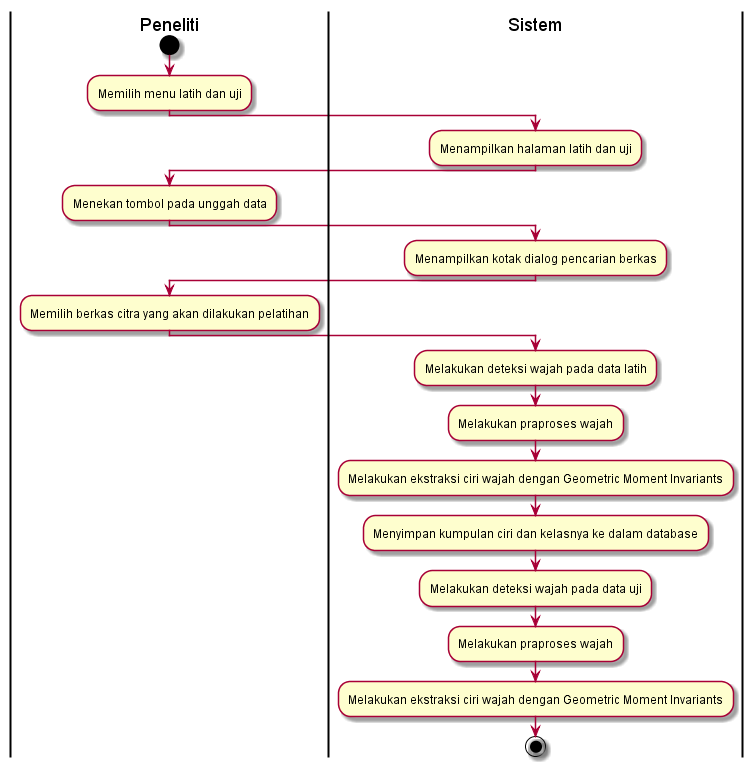 Peneliti
Sistem
Memilih menu latih dan uji
Menampilkan halaman latih dan uji
Menekan tombol pada unggah data
Menampilkan kotak dialog pencarian berkas
Memilih berkas citra yang akan dilakukan pelatihan
Melakukan deteksi wajah pada data latih
Melakukan praproses wajah
Melakukan ekstraksi ciri wajah dengan Geometric Moment Invariants
Menyimpan kumpulan ciri dan kelasnya ke dalam database
Melakukan deteksi wajah pada data uji
Melakukan praproses wajah
Melakukan ekstraksi ciri wajah dengan Geometric Moment Invariants